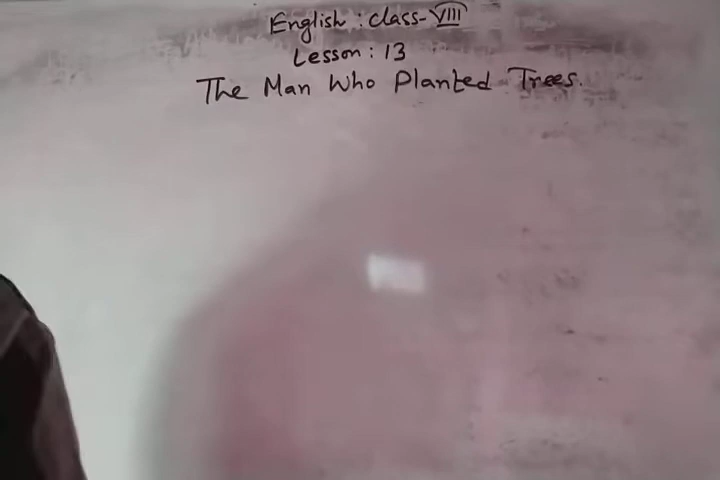 English : class-VIII
Lesson : 13
The Man Who Planted Trees.